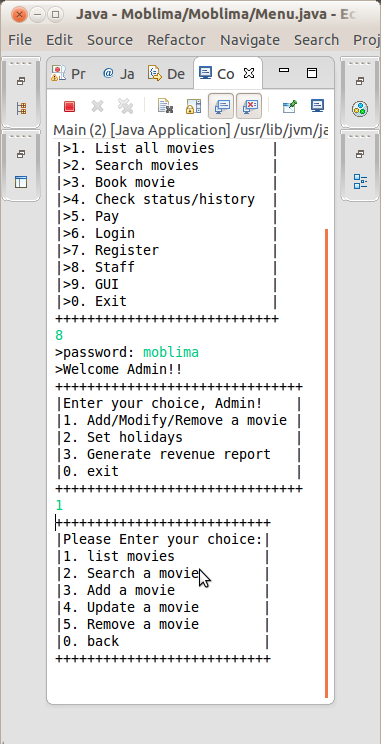 Java - Moblima/Moblima/Menu.java - Ec
File Edit Source Refactor Navigate Search Proj
Pr Ja De Co
Main (2) [Java Application] /usr/lib/jvm/ja
|>1. List all movies |
|>2. Search movies |
|>3. Book movie |
|>4. Check status/history |
|>5. Pay |
|>6. Login |
|>7. Register |
|>8. Staff |
|>9. GUI |
|>0. Exit |
++++++++++++++++++++++++++++
8
>password: moblima
>Welcome Admin!!
+++++++++++++++++++++++++++++++
|Enter your choice, Admin! |
|1. Add/Modify/Remove a movie |
|2. Set holidays |
|3. Generate revenue report |
|0. exit |
+++++++++++++++++++++++++++++++
1
+++++++++++++++++++++++++++
|Please Enter your choice:|
|1. list movies |
|2. Search a movie |
|3. Add a movie |
|4. Update a movie |
|5. Remove a movie |
|0. back |
+++++++++++++++++++++++++++